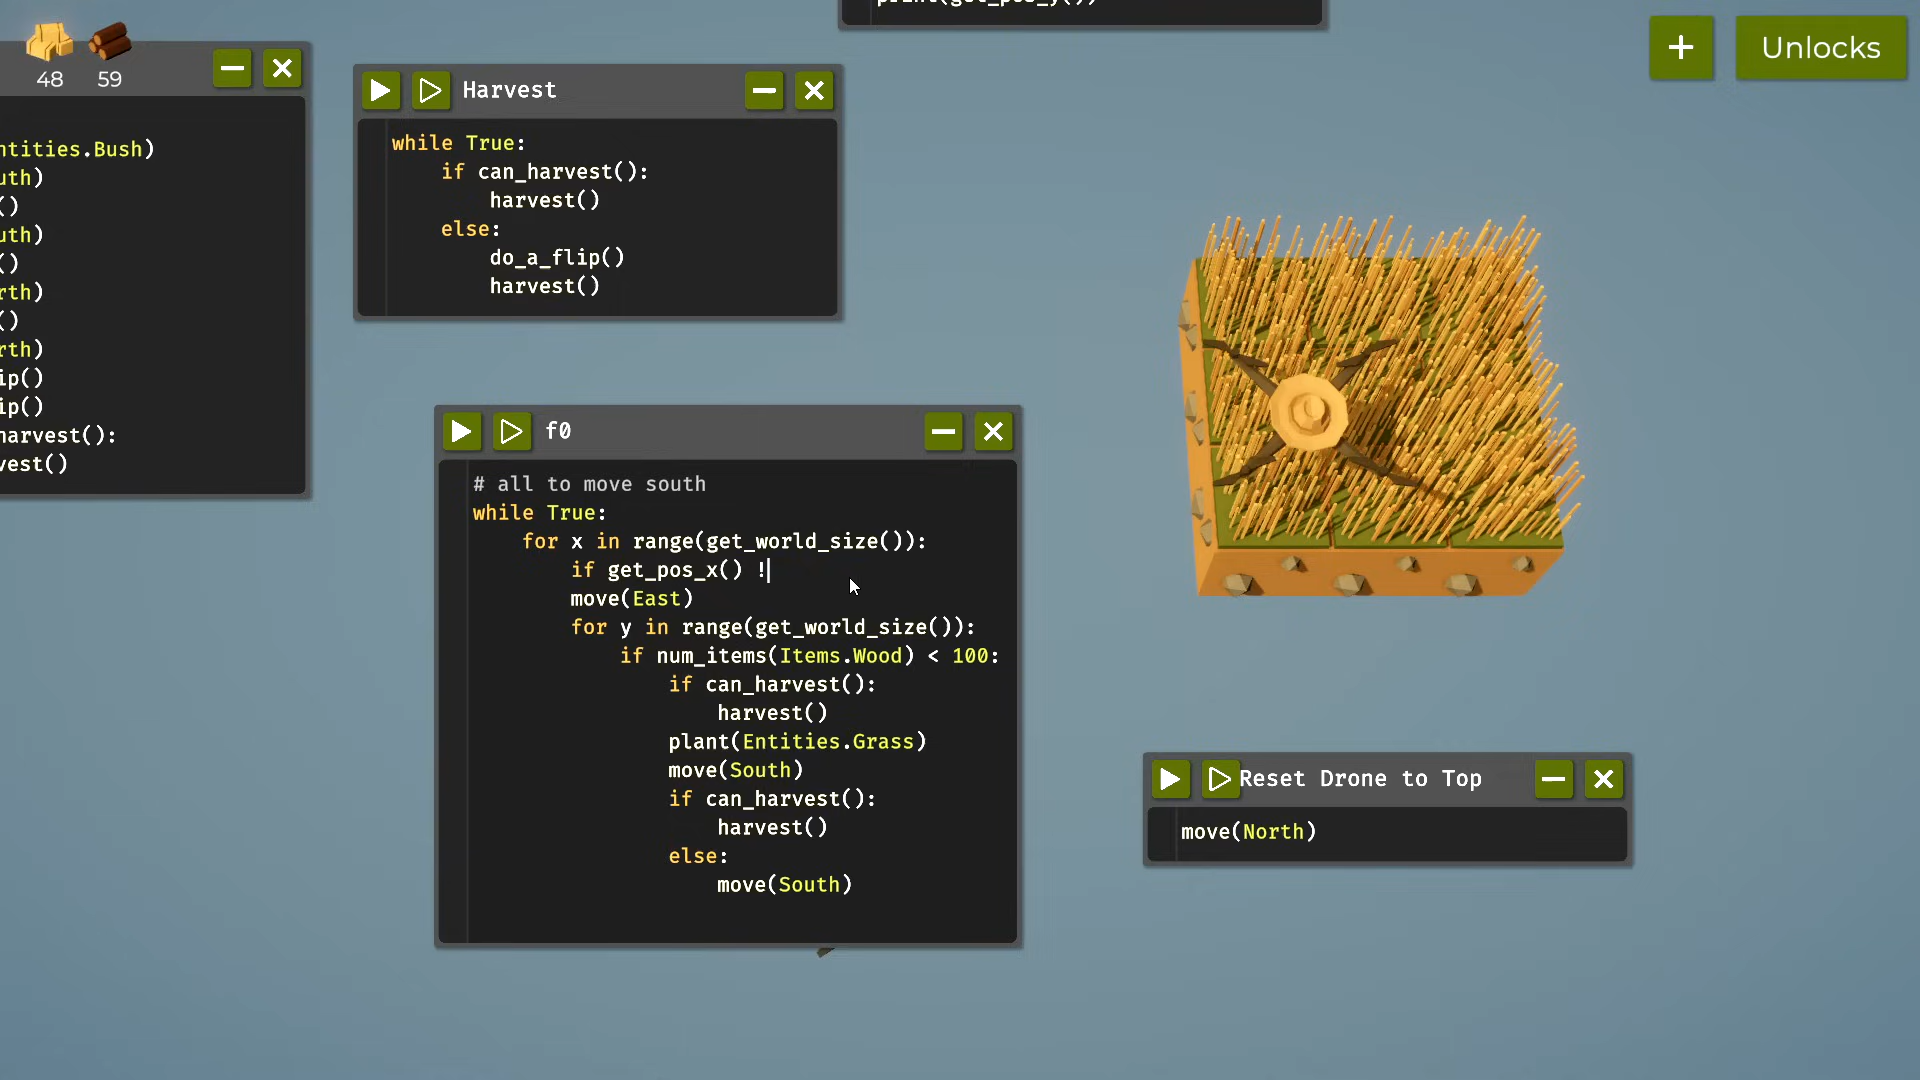 48 59
ntities.Bush)
uth)
()
uth)
()
rth)
()
rth)
ip()
ip()
harvest():
vest()
Harvest
while True:
if can_harvest():
harvest()
else:
do_a_flip()
harvest()
print(get_pos_y())
+ Unlocks
f0
# all to move south
while True:
for x in range(get_world_size()):
if get_pos_x() !
move(East)
for y in range(get_world_size()):
if num_items(Items.Wood) < 100:
if can_harvest():
harvest()
plant(Entities.Grass)
move(South)
if can_harvest():
harvest()
else:
move(South)
Reset Drone to Top
move(North)